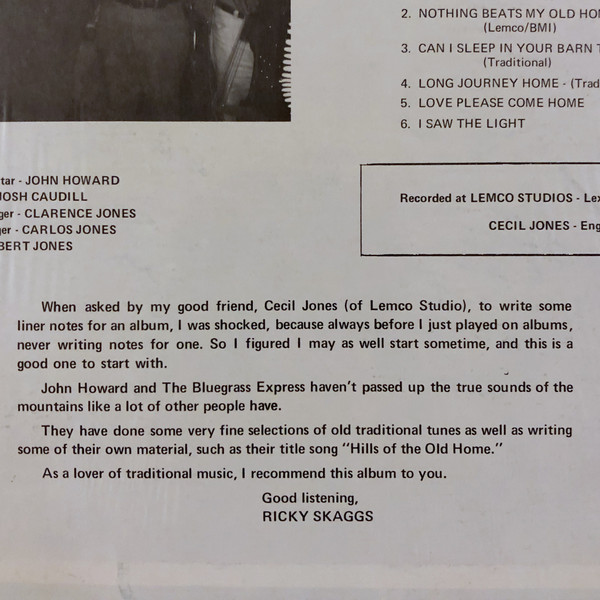 2. NOTHING BEATS MY OLD
(Lemco/BMI)
3. CAN I SLEEP IN YOUR BARN
(Traditional)
4. LONG JOURNEY HOME - (Trad
5. LOVE PLEASE COME HOME
6. I SAW THE LIGHT
tar - JOHN HOWARD
JOSH CAUDILL
ger - CLARENCE JONES
ger - CARLOS JONES
BERT JONES
Recorded at LEMCO STUDIOS - Lex
CECIL JONES - Eng
When asked by my good friend, Cecil Jones (of Lemco Studio), to write some
liner notes for an album, I was shocked, because always before I just played on albums,
never writing notes for one. So I figured I may as well start sometime, and this is a
good one to start with.
John Howard and The Bluegrass Express haven't passed up the true sounds of the
mountains like a lot of other people have.
They have done some very fine selections of old traditional tunes as well as writing
some of their own material, such as their title song "Hills of the Old Home."
As a lover of traditional music, I recommend this album to you.
Good listening,
RICKY SKAGGS